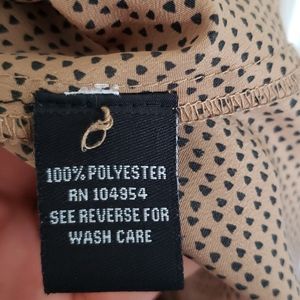 100% POLYESTER
RN 104954
SEE REVERSE FOR
WASH CARE